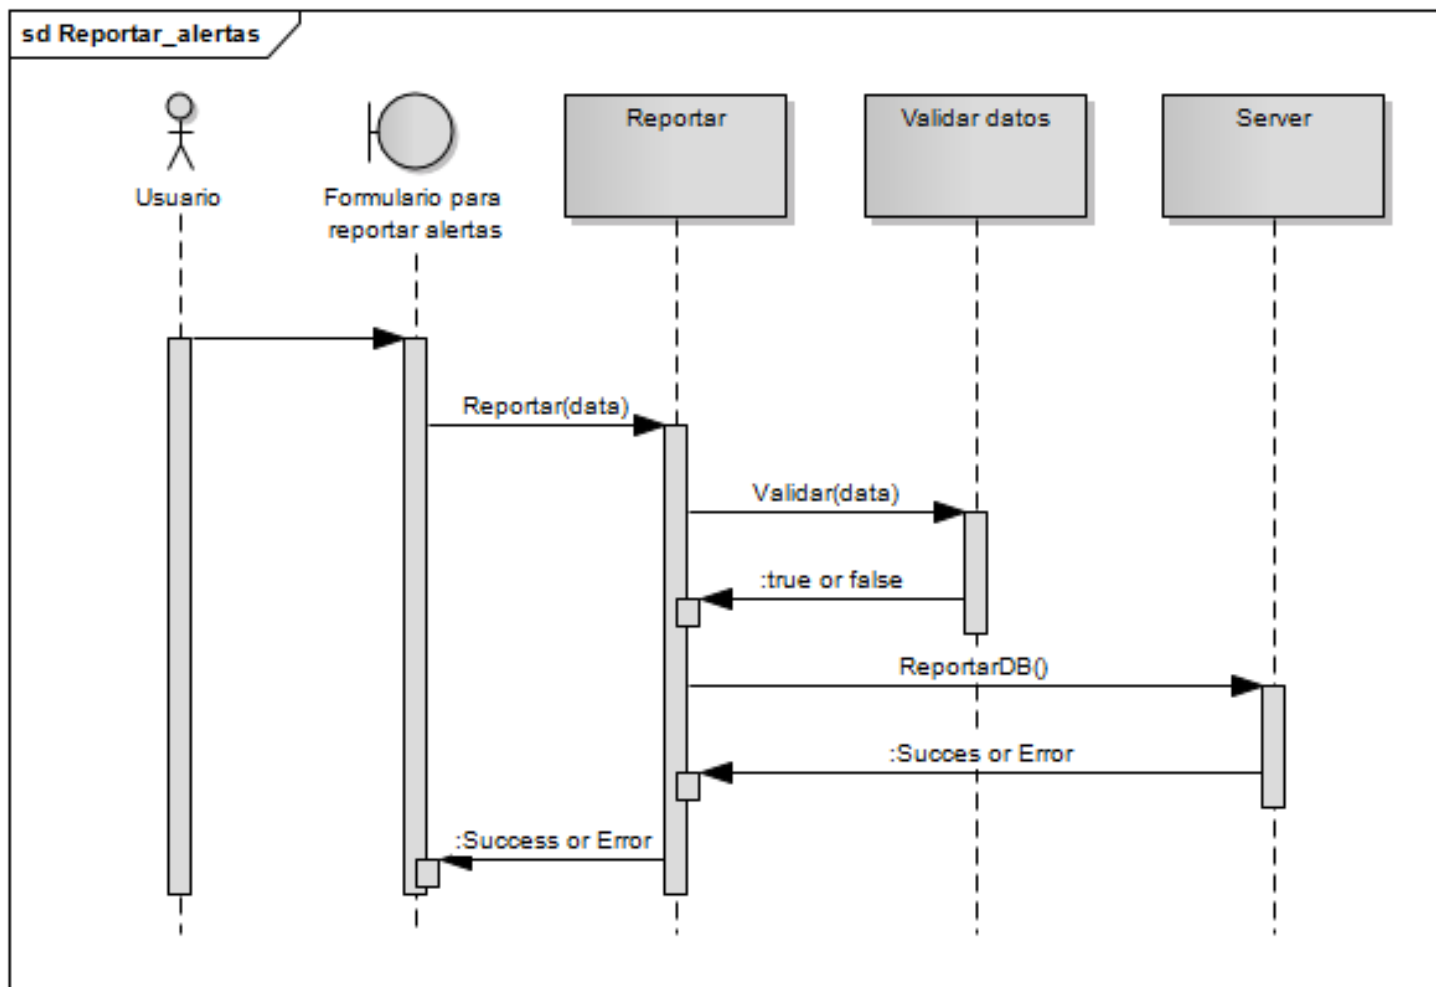 sd Reportar_alertas
Usuario
Formulario para
reportar alertas
Reportar
Validar datos
Server
Reportar(data)
Validar(data)
:true or false
ReportarDB()
:Succes or Error
:Success or Error